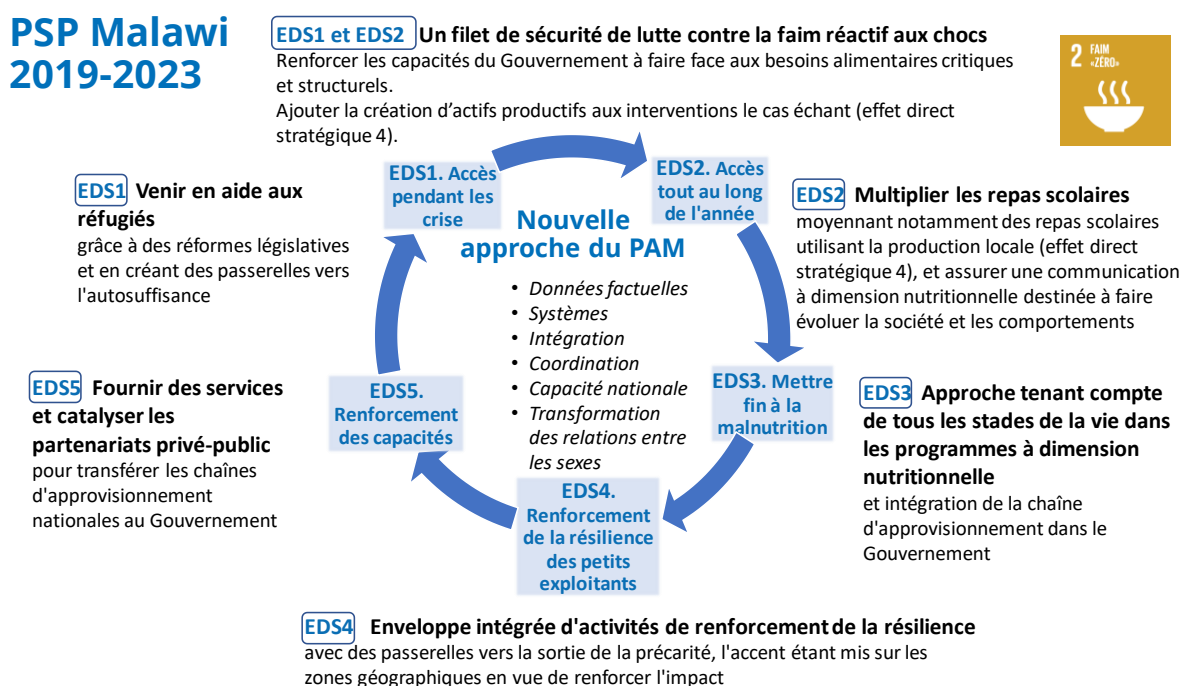 PSP Malawi
2019-2023
EDS1 et EDS2 Un filet de sécurité de lutte contre la faim réactif aux chocs
Renforcer les capacités du Gouvernement à faire face aux besoins alimentaires critiques
et structurels.
Ajouter la création d'actifs productifs aux interventions le cas échant (effet direct
stratégique 4).
2 FAIM
«ZÉRO»
EDS1 Venir en aide aux
réfugiés
grâce à des réformes législatives
et en créant des passerelles vers
l'autosuffisance
EDS1. Accès
pendant les
crise
EDS2. Accès
tout au long
de l'année
EDS2 Multiplier les repas scolaires
moyennant notamment des repas scolaires
utilisant la production locale (effet direct
stratégique 4), et assurer une communication
à dimension nutritionnelle destinée à faire
évoluer la société et les comportements
Nouvelle
approche du PAM
• Données factuelles
• Systèmes
• Intégration
• Coordination
• Capacité nationale
• Transformation
des relations entre
les sexes
EDS5 Fournir des services
et catalyser les
partenariats privé-public
pour transférer les chaînes
d'approvisionnement
nationales au Gouvernement
EDS5.
Renforcement
des capacités
EDS3. Mettre
fin à la
malnutrition
EDS3 Approche tenant compte
de tous les stades de la vie dans
les programmes à dimension
nutritionnelle
et intégration de la chaîne
d'approvisionnement dans le
Gouvernement
EDS4.
Renforcement
de la résilience
des petits
exploitants
EDS4 Enveloppe intégrée d'activités de renforcement de la résilience
avec des passerelles vers la sortie de la précarité, l'accent étant mis sur les
zones géographiques en vue de renforcer l'impact